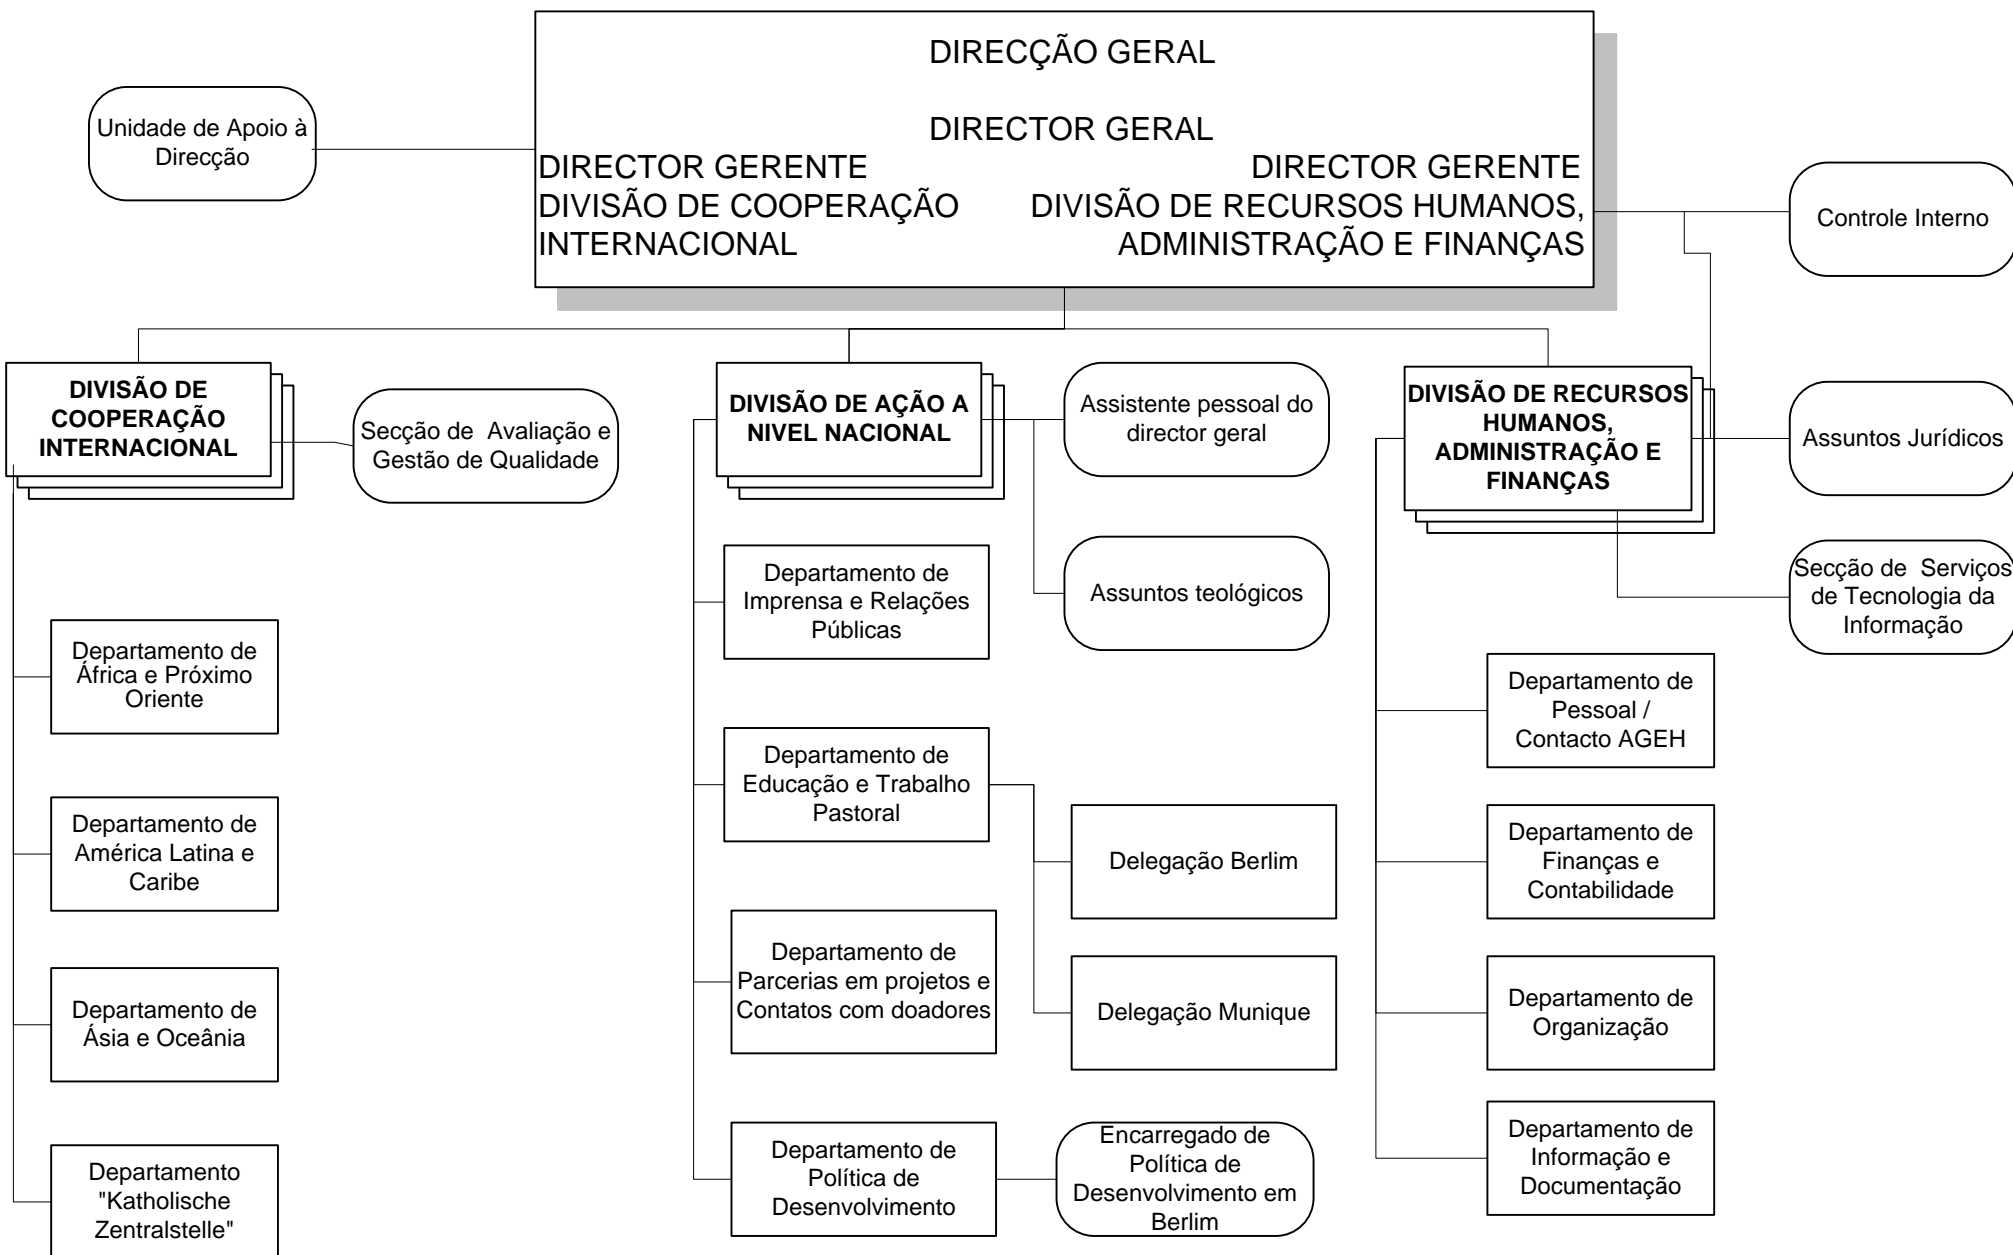 DIRECÇÃO GERAL
DIRECTOR GERAL
DIRECTOR GERENTE
DIVISÃO DE COOPERAÇÃO
INTERNACIONAL
DIRECTOR GERENTE
DIVISÃO DE RECURSOS HUMANOS,
ADMINISTRAÇÃO E FINANÇAS
Unidade de Apoio à
Direcção
Controle Interno
DIVISÃO DE
COOPERAÇÃO
INTERNACIONAL
Secção de Avaliação e
Gestão de Qualidade
Departamento de
África e Próximo
Oriente
Departamento de
América Latina e
Caribe
Departamento de
Ásia e Oceânia
Departamento
"Katholische
Zentralstelle"
DIVISÃO DE AÇÃO A
NIVEL NACIONAL
Assistente pessoal do
director geral
Assuntos teológicos
Departamento de
Imprensa e Relações
Públicas
Departamento de
Educação e Trabalho
Pastoral
Delegação Berlim
Delegação Munique
Departamento de
Parcerias em projetos e
Contatos com doadores
Departamento de
Política de
Desenvolvimento
Encarregado de
Política de
Desenvolvimento em
Berlim
DIVISÃO DE RECURSOS
HUMANOS,
ADMINISTRAÇÃO E
FINANÇAS
Assuntos Jurídicos
Secção de Serviços
de Tecnologia da
Informação
Departamento de
Pessoal /
Contacto AGEH
Departamento de
Finanças e
Contabilidade
Departamento de
Organização
Departamento de
Informação e
Documentação